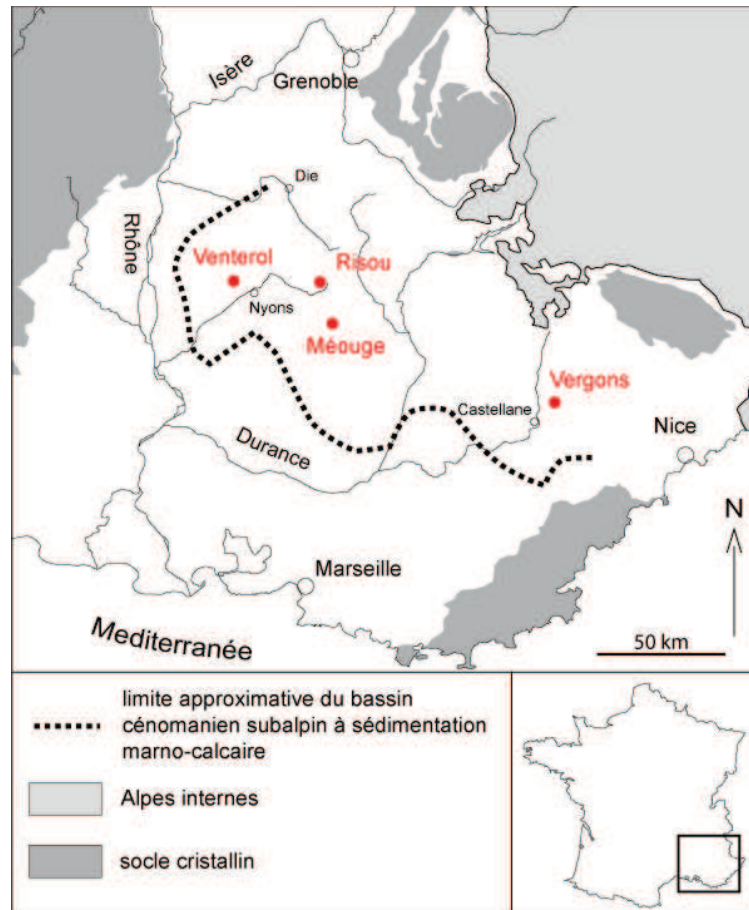 Isère
Grenoble
Die
Rhône
Venterol
Risou
Nyons
Méouge
Vergons
Castellane
Nice
Durance
N
Marseille
50 km
Mediterranée
limite approximative du bassin
cénomanien subalpin à sédimentation
marno-calcaire
Alpes internes
socle cristallin